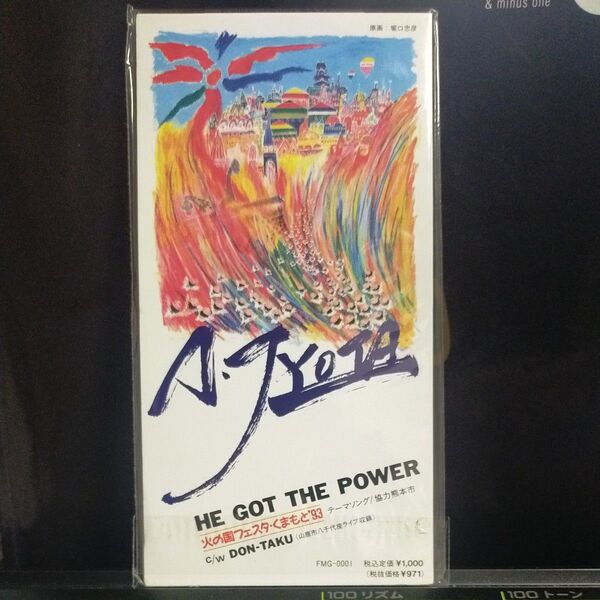 & minus one
原画:堀口忠彦
A・JYOTA
HE GOT THE POWER
火の国フェスタ・くまもと'93 テーマソング/協力熊本市
c/w DON-TAKU (山鹿市八千代座ライブ収録)
FMG-0001 税込定価¥1,000
(税抜価格¥971)
100 リズム 100 トーン